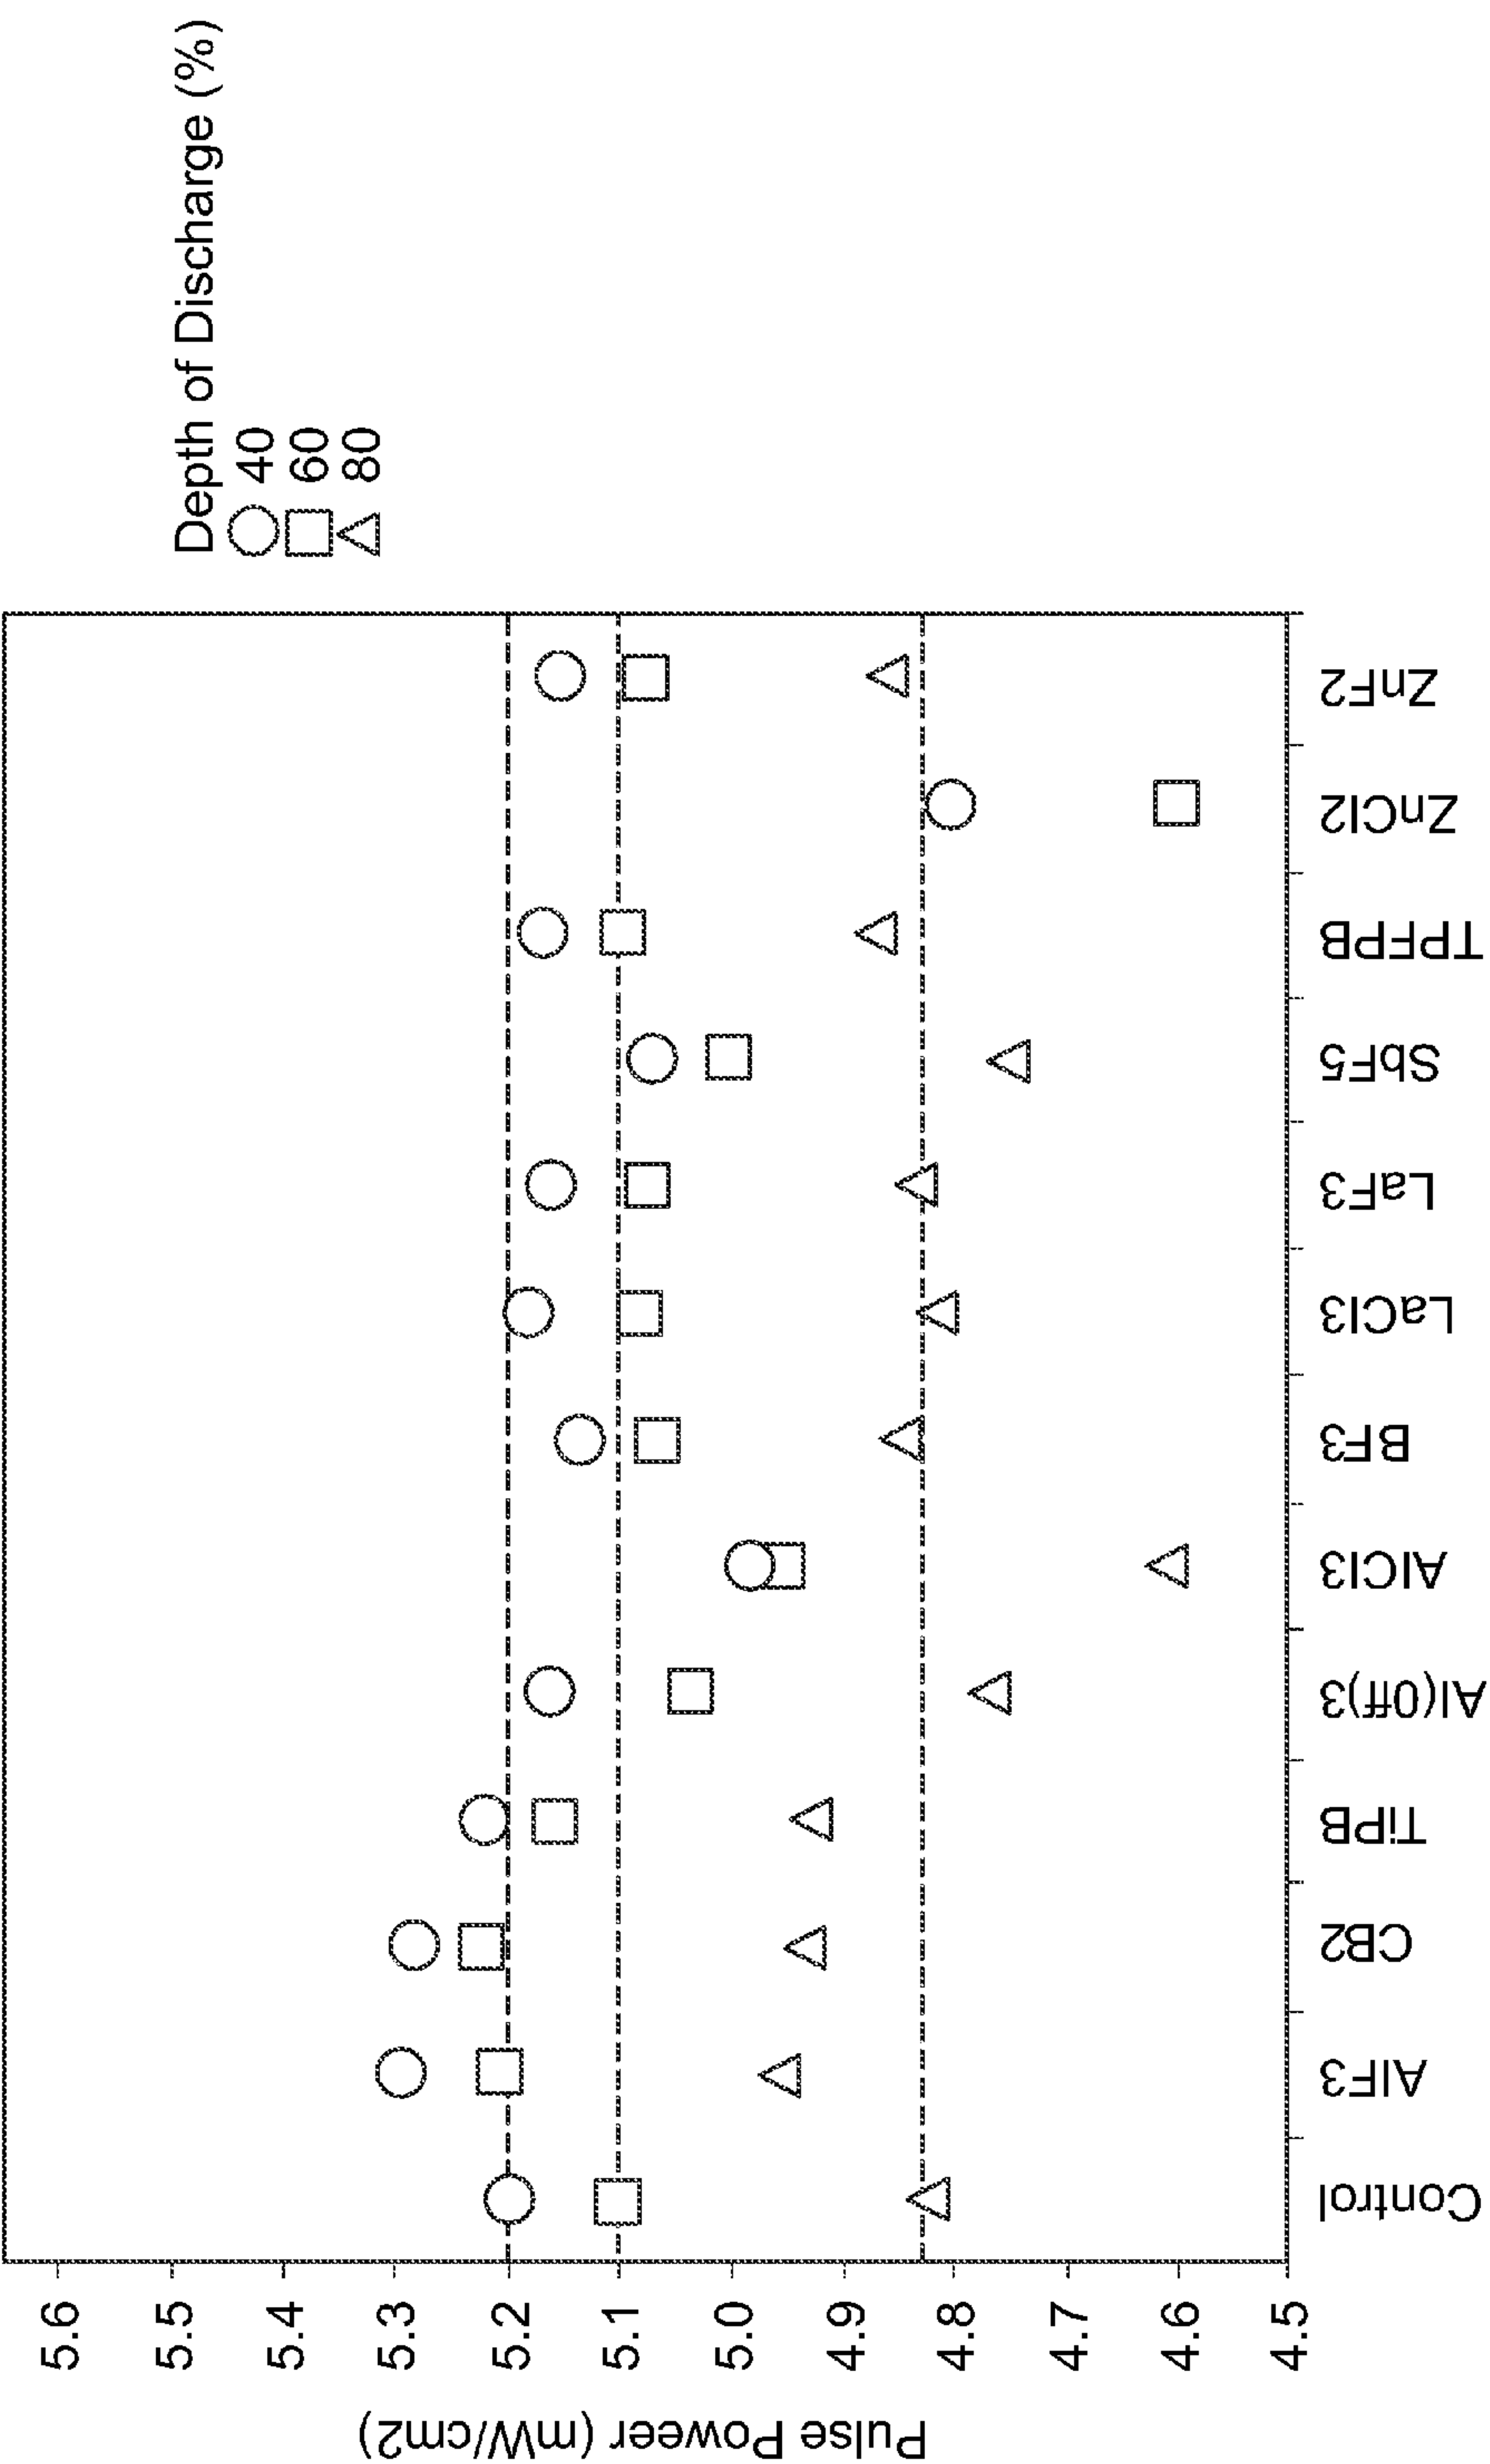 Depth of Discharge (%)
40
60
80
Pulse Poweer (mW/cm2)
5.6
5.5
5.4
5.3
5.2
5.1
5.0
4.9
4.8
4.7
4.6
4.5
Control
AlF3
CB2
TiPB
Al(0ff)3
AlCl3
BF3
LaCl3
LaF3
SbF5
TPFPB
ZnCl2
ZnF2